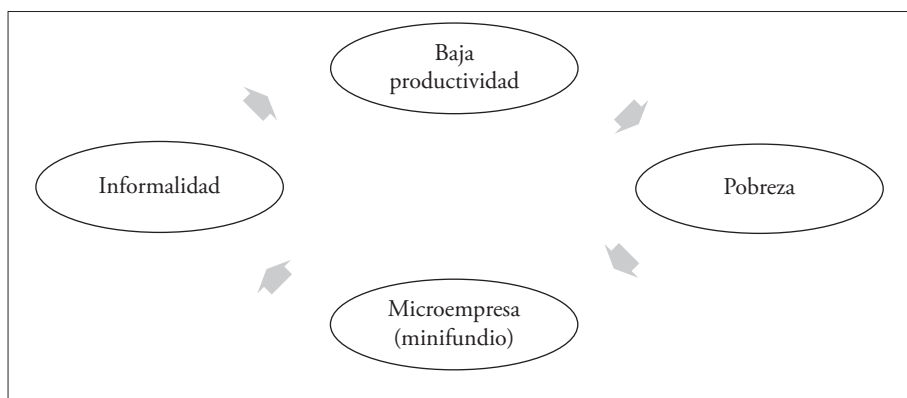 Baja
productividad
Informalidad
Pobreza
Microempresa
(minifundio)